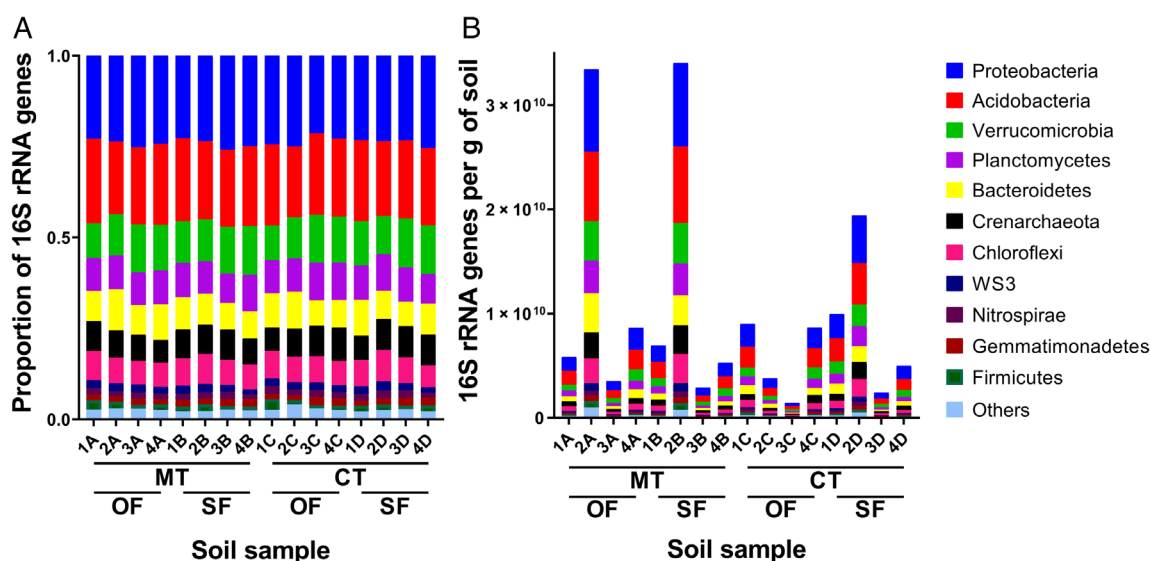 A
Proportion of 16S rRNA genes
1.0
0.5
0.0
1A 2A 3A 4A 1B 2B 3B 4B 1C 2C 3C 4C 1D 2D 3D 4D
MT CT
OF SF OF SF
Soil sample
B
16S rRNA genes per g of soil
3 × 10¹⁰
2 × 10¹⁰
1 × 10¹⁰
0
1A 2A 3A 4A 1B 2B 3B 4B 1C 2C 3C 4C 1D 2D 3D 4D
MT CT
OF SF OF SF
Soil sample
Proteobacteria
Acidobacteria
Verrucomicrobia
Planctomycetes
Bacteroidetes
Crenarchaeota
Chloroflexi
WS3
Nitrospirae
Gemmatimonadetes
Firmicutes
Others